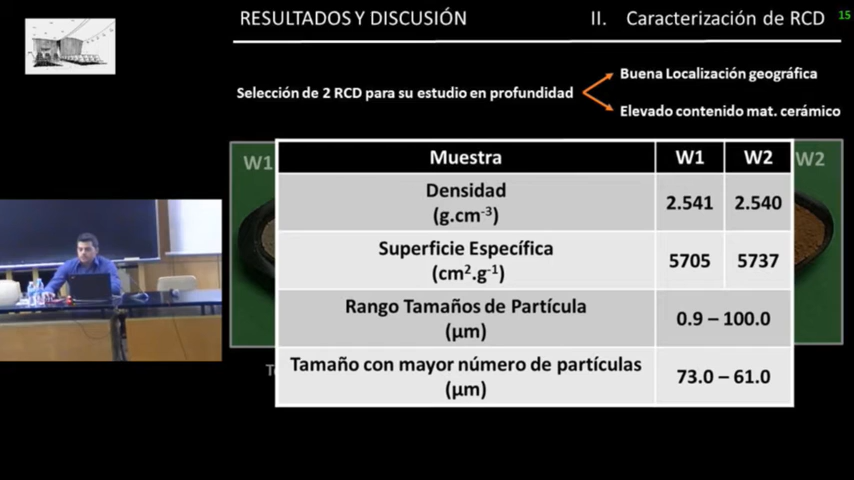 RESULTADOS Y DISCUSIÓN
II. Caracterización de RCD
15
Selección de 2 RCD para su estudio en profundidad
Buena Localización geográfica
Elevado contenido mat. cerámico
W1
W2
Muestra W1 W2
Densidad
(g.cm⁻³)
2.541 2.540
Superficie Específica
(cm².g⁻¹)
5705 5737
Rango Tamaños de Partícula
(µm)
0.9 – 100.0
Tamaño con mayor número de partículas
(µm)
73.0 – 61.0